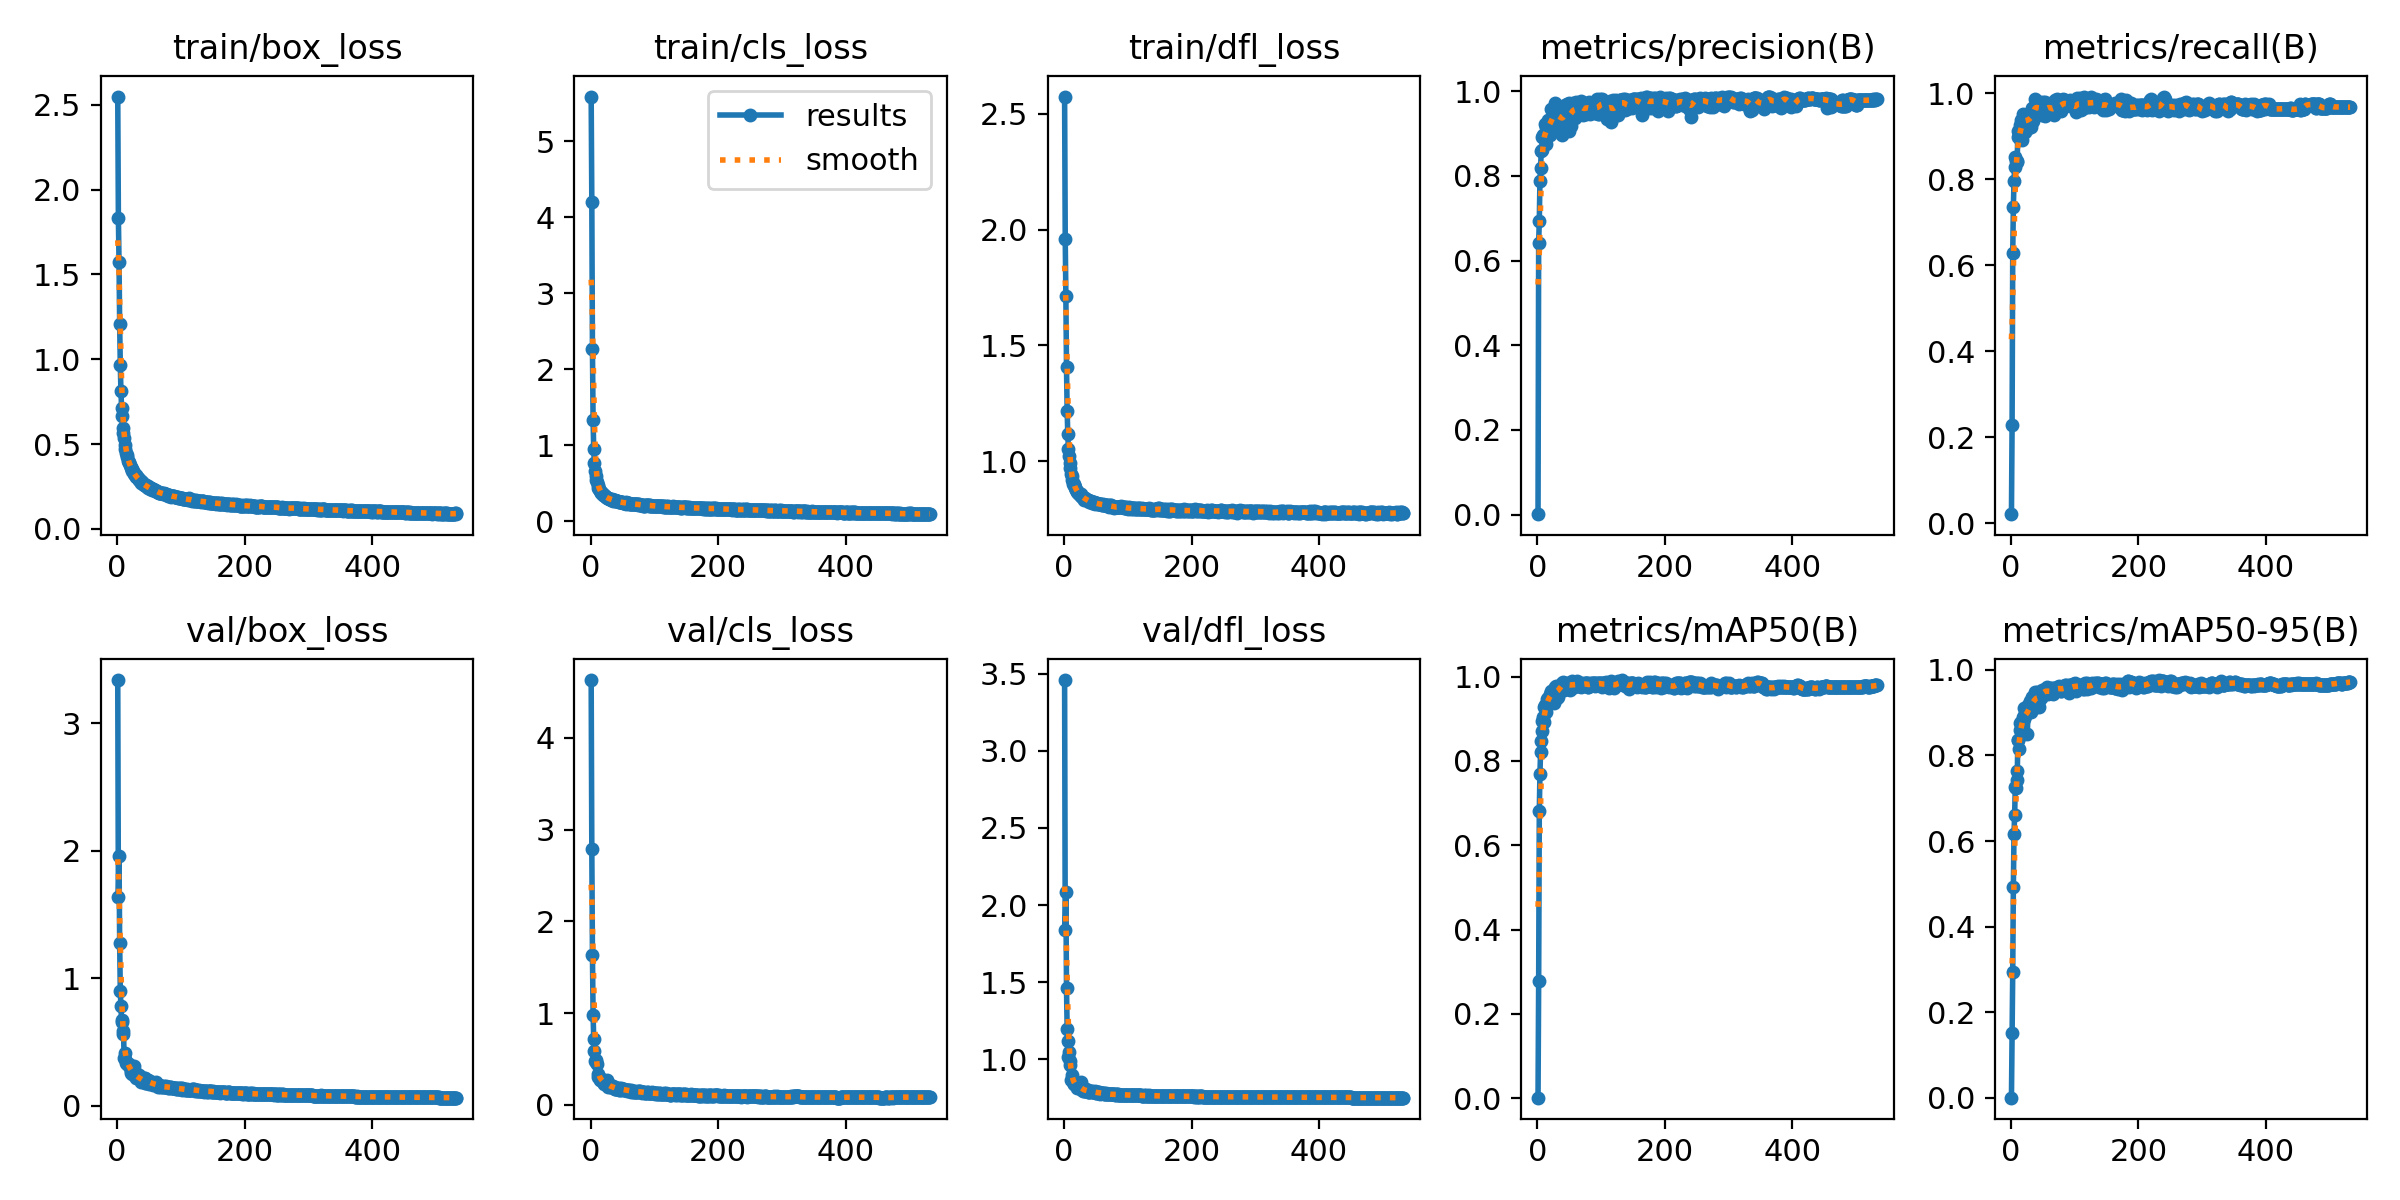 train/box_loss
2.5
2.0
1.5
1.0
0.5
0.0
0 200 400
train/cls_loss
results
smooth
5
4
3
2
1
0
0 200 400
train/dfl_loss
2.5
2.0
1.5
1.0
0 200 400
metrics/precision(B)
1.0
0.8
0.6
0.4
0.2
0.0
0 200 400
metrics/recall(B)
1.0
0.8
0.6
0.4
0.2
0.0
0 200 400
val/box_loss
3
2
1
0
0 200 400
val/cls_loss
4
3
2
1
0
0 200 400
val/dfl_loss
3.5
3.0
2.5
2.0
1.5
1.0
0 200 400
metrics/mAP50(B)
1.0
0.8
0.6
0.4
0.2
0.0
0 200 400
metrics/mAP50-95(B)
1.0
0.8
0.6
0.4
0.2
0.0
0 200 400